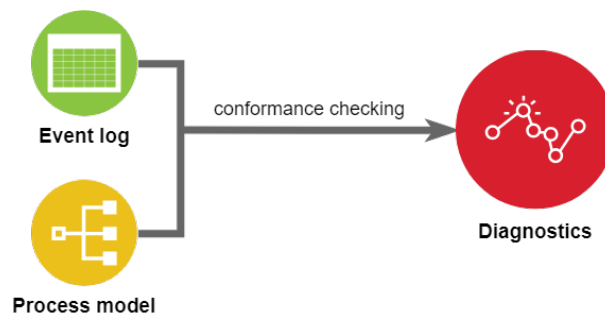 Event log
conformance checking
Diagnostics
Process model